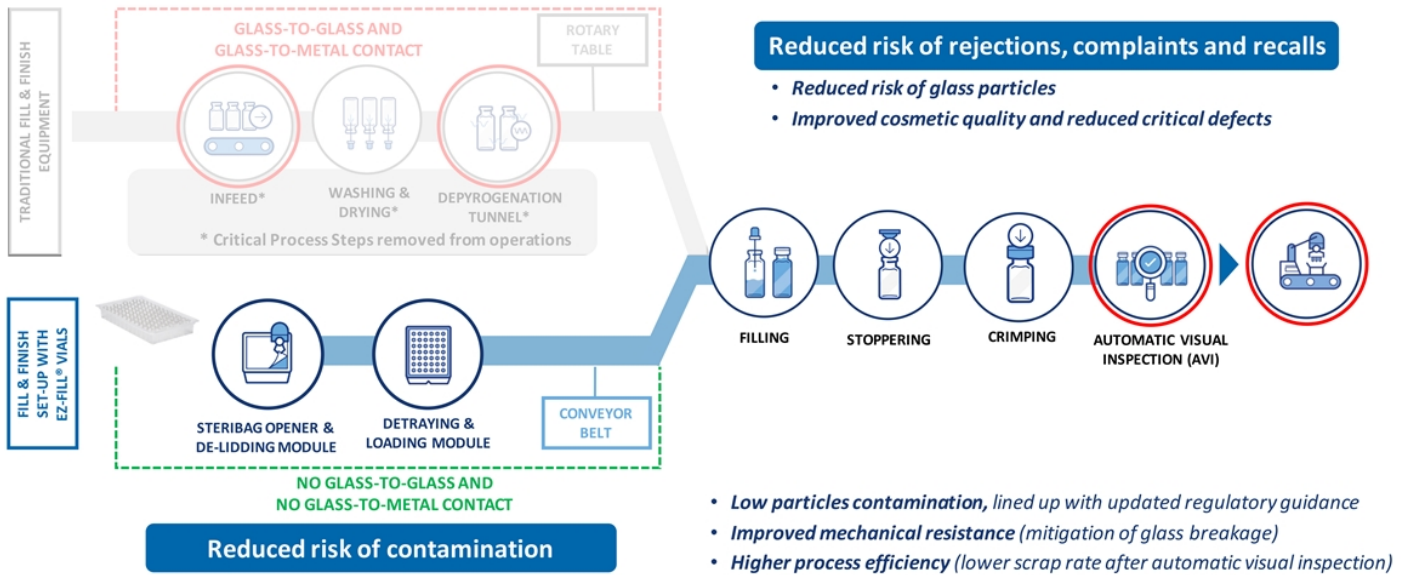 TRADITIONAL FILL & FINISH
EQUIPMENT
GLASS-TO-GLASS AND
GLASS-TO-METAL CONTACT
ROTARY
TABLE
INFEED*
WASHING &
DRYING*
DEPYROGENATION
TUNNEL*
* Critical Process Steps removed from operations
Reduced risk of rejections, complaints and recalls
• Reduced risk of glass particles
• Improved cosmetic quality and reduced critical defects
FILLING
STOPPERING
CRIMPING
AUTOMATIC VISUAL
INSPECTION (AVI)
FILL & FINISH
SET-UP WITH
EZ-FILL® VIALS
STERIBAG OPENER &
DE-LIDDING MODULE
DETRAYING &
LOADING MODULE
CONVEYOR
BELT
NO GLASS-TO-GLASS AND
NO GLASS-TO-METAL CONTACT
Reduced risk of contamination
• Low particles contamination, lined up with updated regulatory guidance
• Improved mechanical resistance (mitigation of glass breakage)
• Higher process efficiency (lower scrap rate after automatic visual inspection)